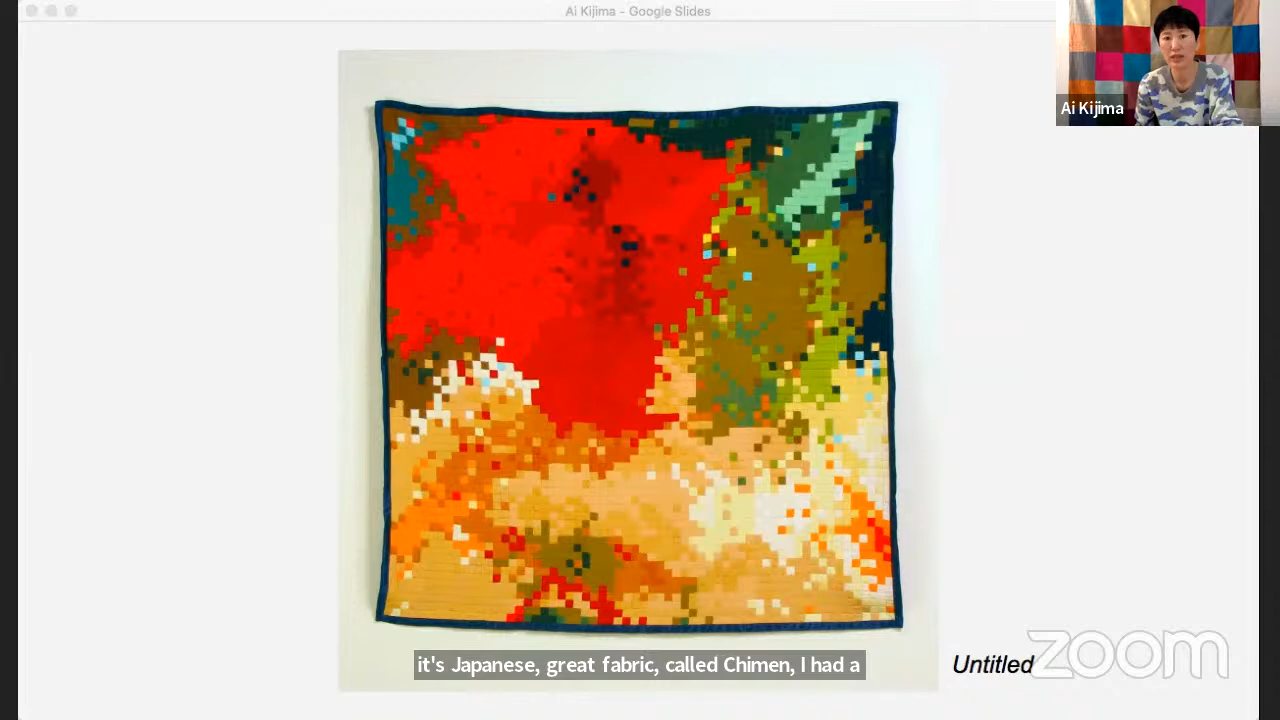 Ai Kijima - Google Slides
Ai Kijima
it's Japanese, great fabric, called Chimen, I had a
Untitled
zoom